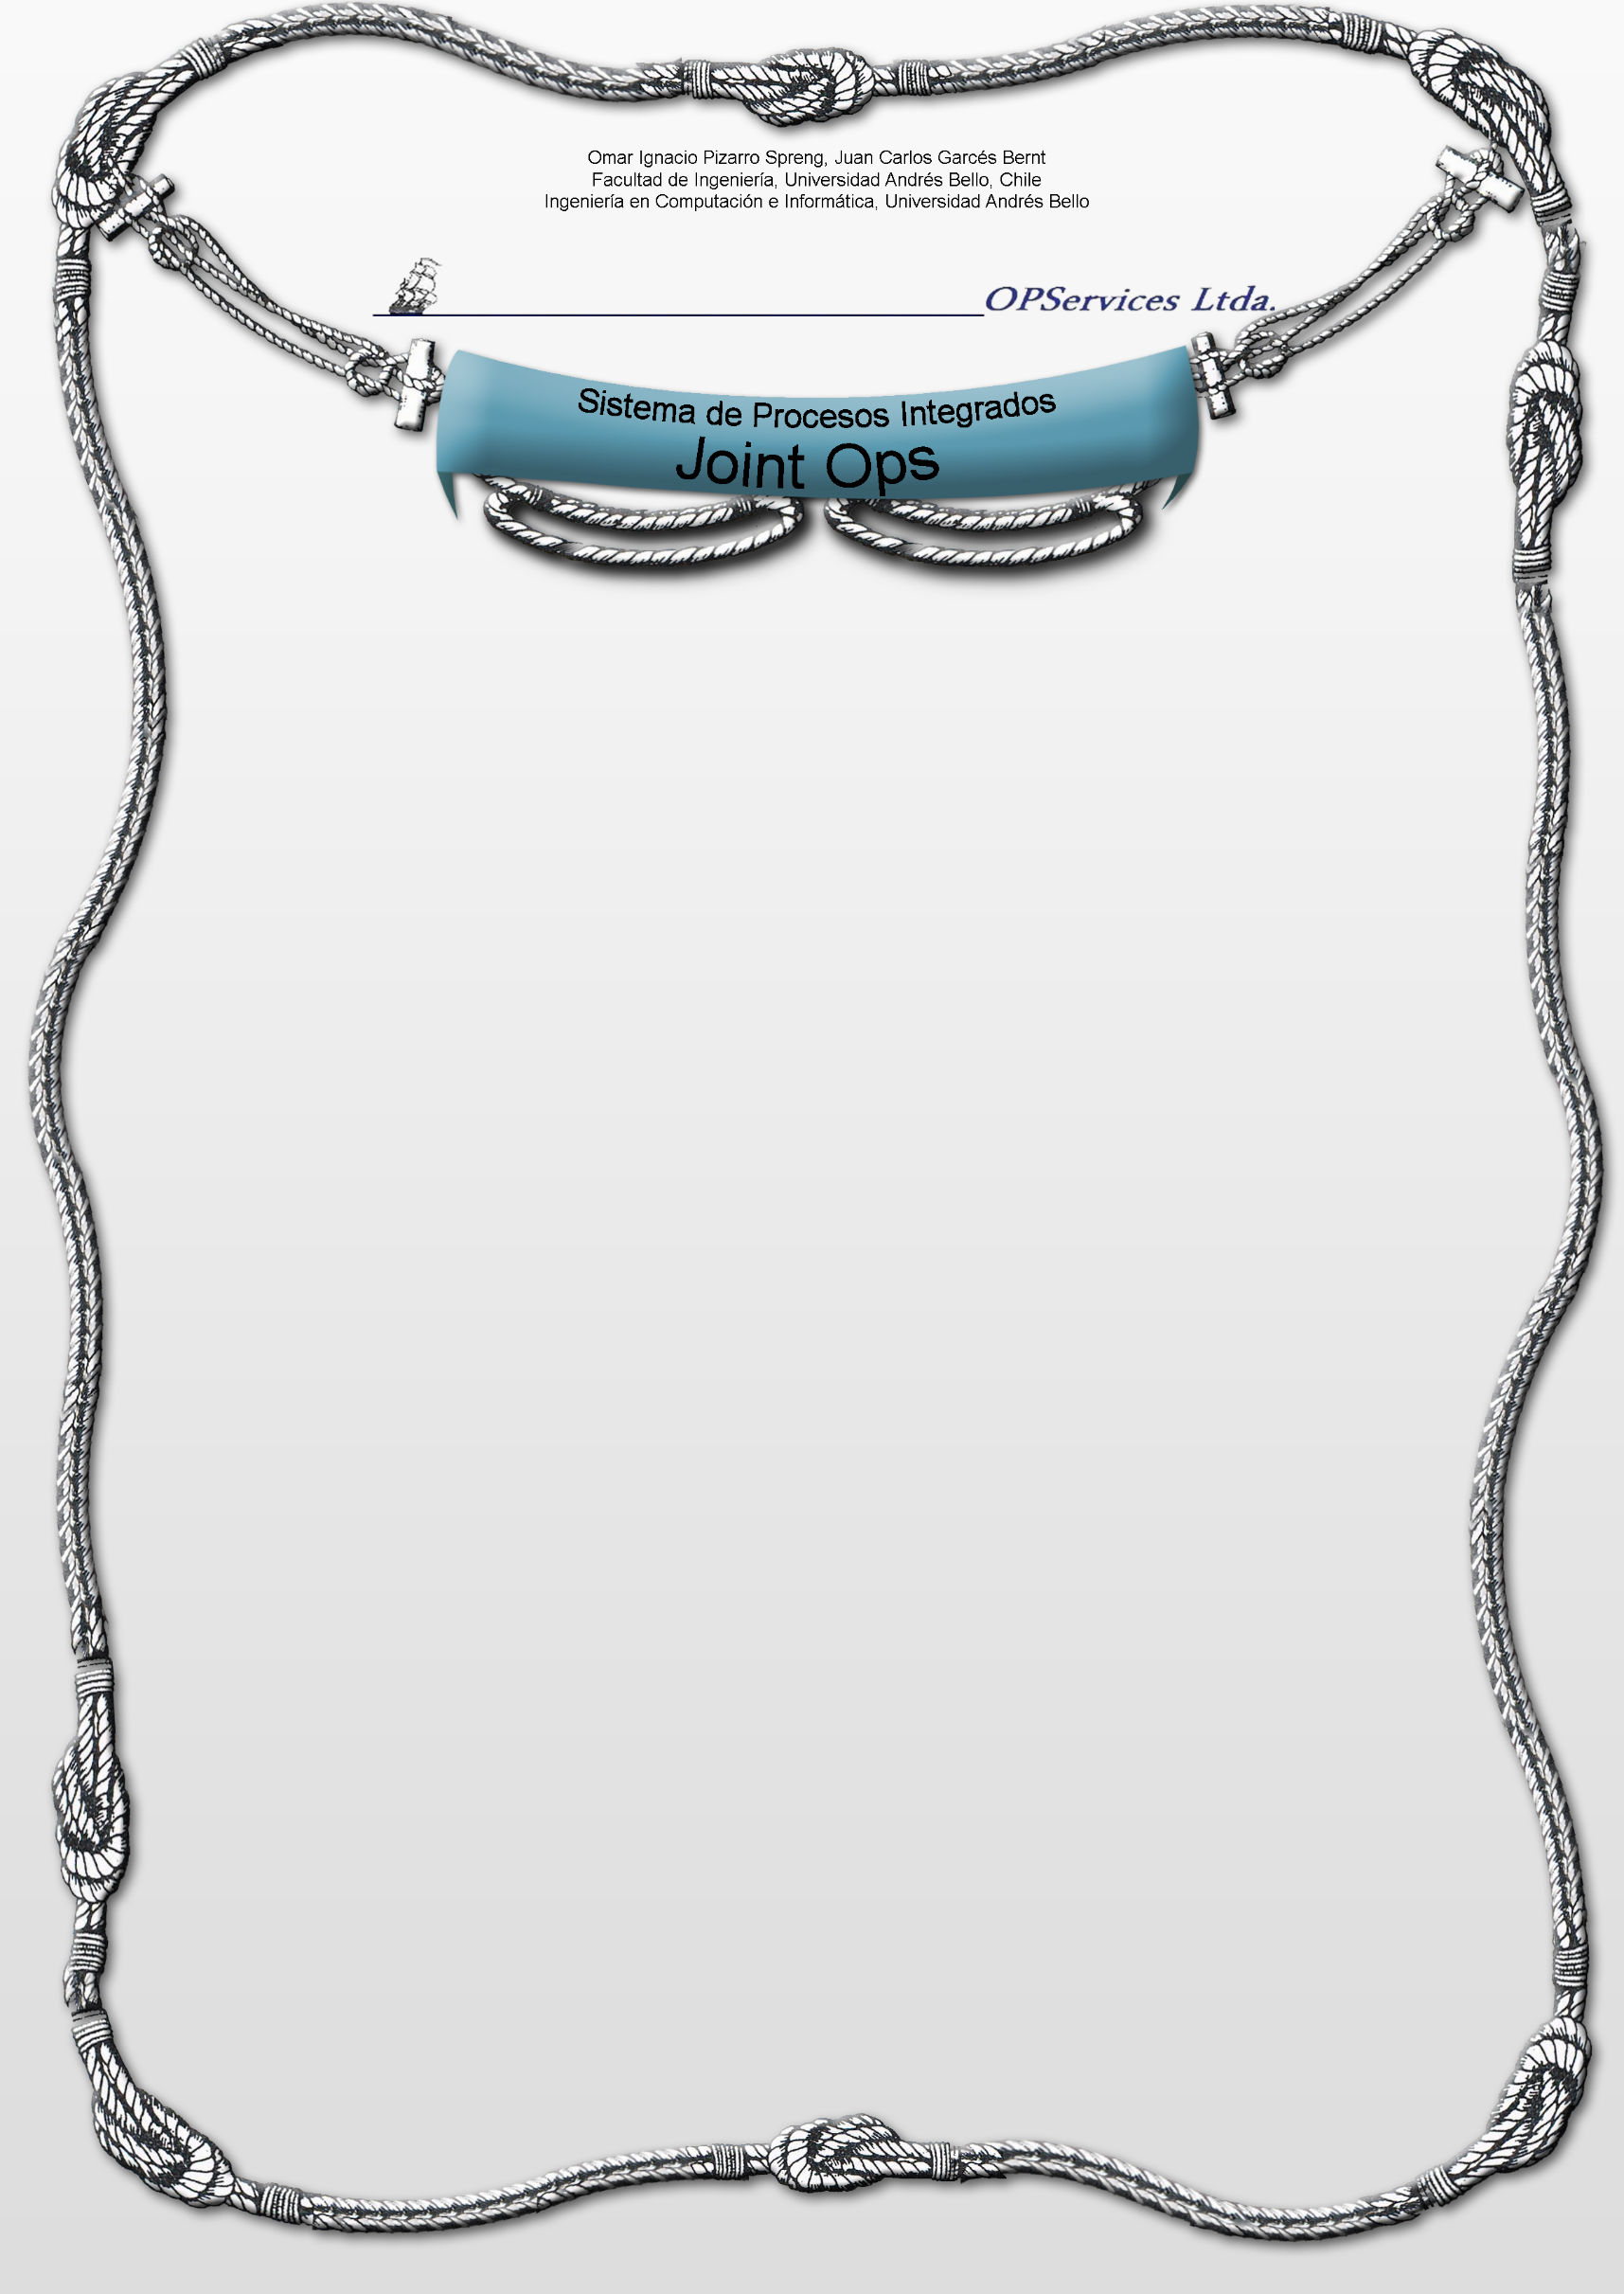 Omar Ignacio Pizarro Spreng, Juan Carlos Garcés Bernt
Facultad de Ingeniería, Universidad Andrés Bello, Chile
Ingeniería en Computación e Informática, Universidad Andrés Bello
OPServices Ltda.
Sistema de Procesos Integrados
Joint Ops